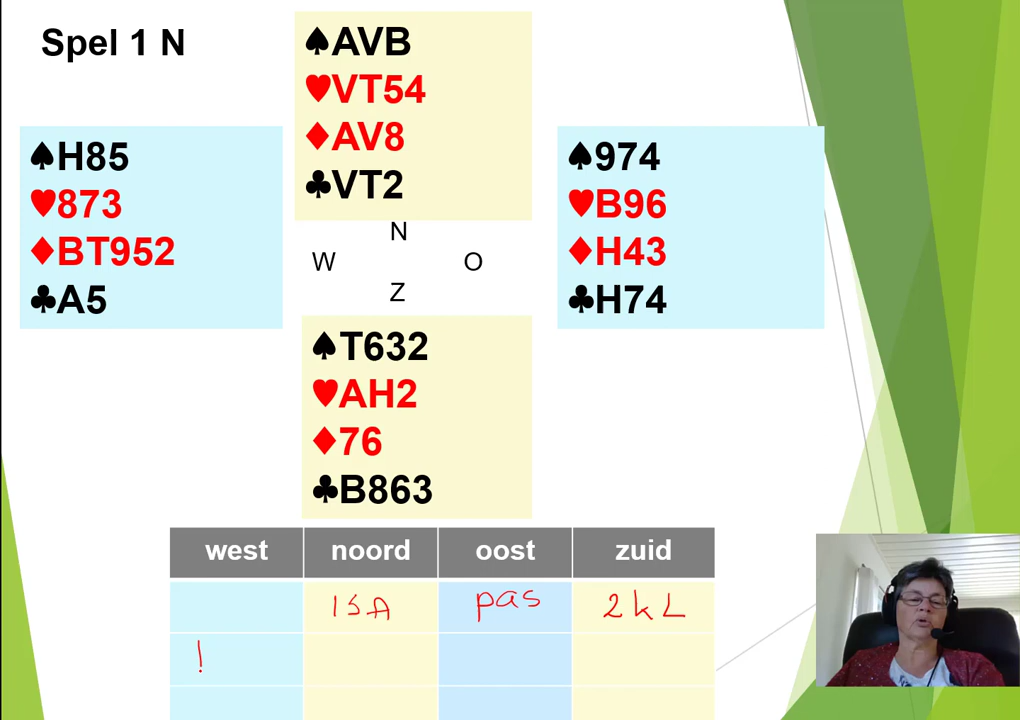 Spel 1 N
♠AVB
♥VT54
♦AV8
♣VT2
♠H85
♥873
♦BT952
♣A5
♠974
♥B96
♦H43
♣H74
N
W O
Z
♠T632
♥AH2
♦76
♣B863
west noord oost zuid
1SA pas 2kL
!